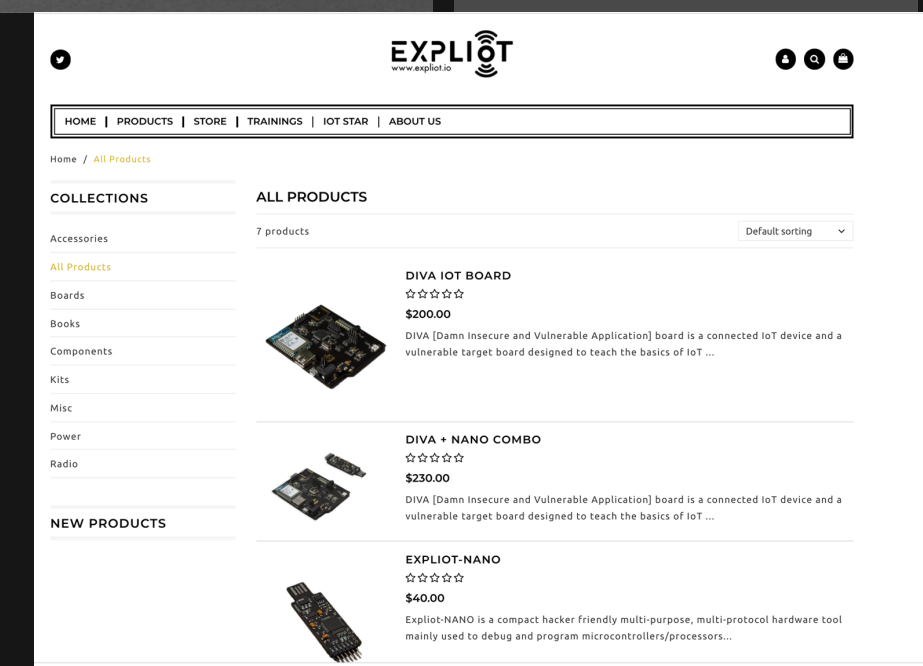 EXPLIOT
www.expliot.io
HOME | PRODUCTS | STORE | TRAININGS | IOT STAR | ABOUT US
Home / All Products
COLLECTIONS
Accessories
All Products
Boards
Books
Components
Kits
Misc
Power
Radio
NEW PRODUCTS
ALL PRODUCTS
7 products
Default sorting
DIVA IOT BOARD
$200.00
DIVA [Damn Insecure and Vulnerable Application] board is a connected IoT device and a
vulnerable target board designed to teach the basics of IoT ...
DIVA + NANO COMBO
$230.00
DIVA [Damn Insecure and Vulnerable Application] board is a connected IoT device and a
vulnerable target board designed to teach the basics of IoT ...
EXPLIOT-NANO
$40.00
Expliot-NANO is a compact hacker friendly multi-purpose, multi-protocol hardware tool
mainly used to debug and program microcontrollers/processors...